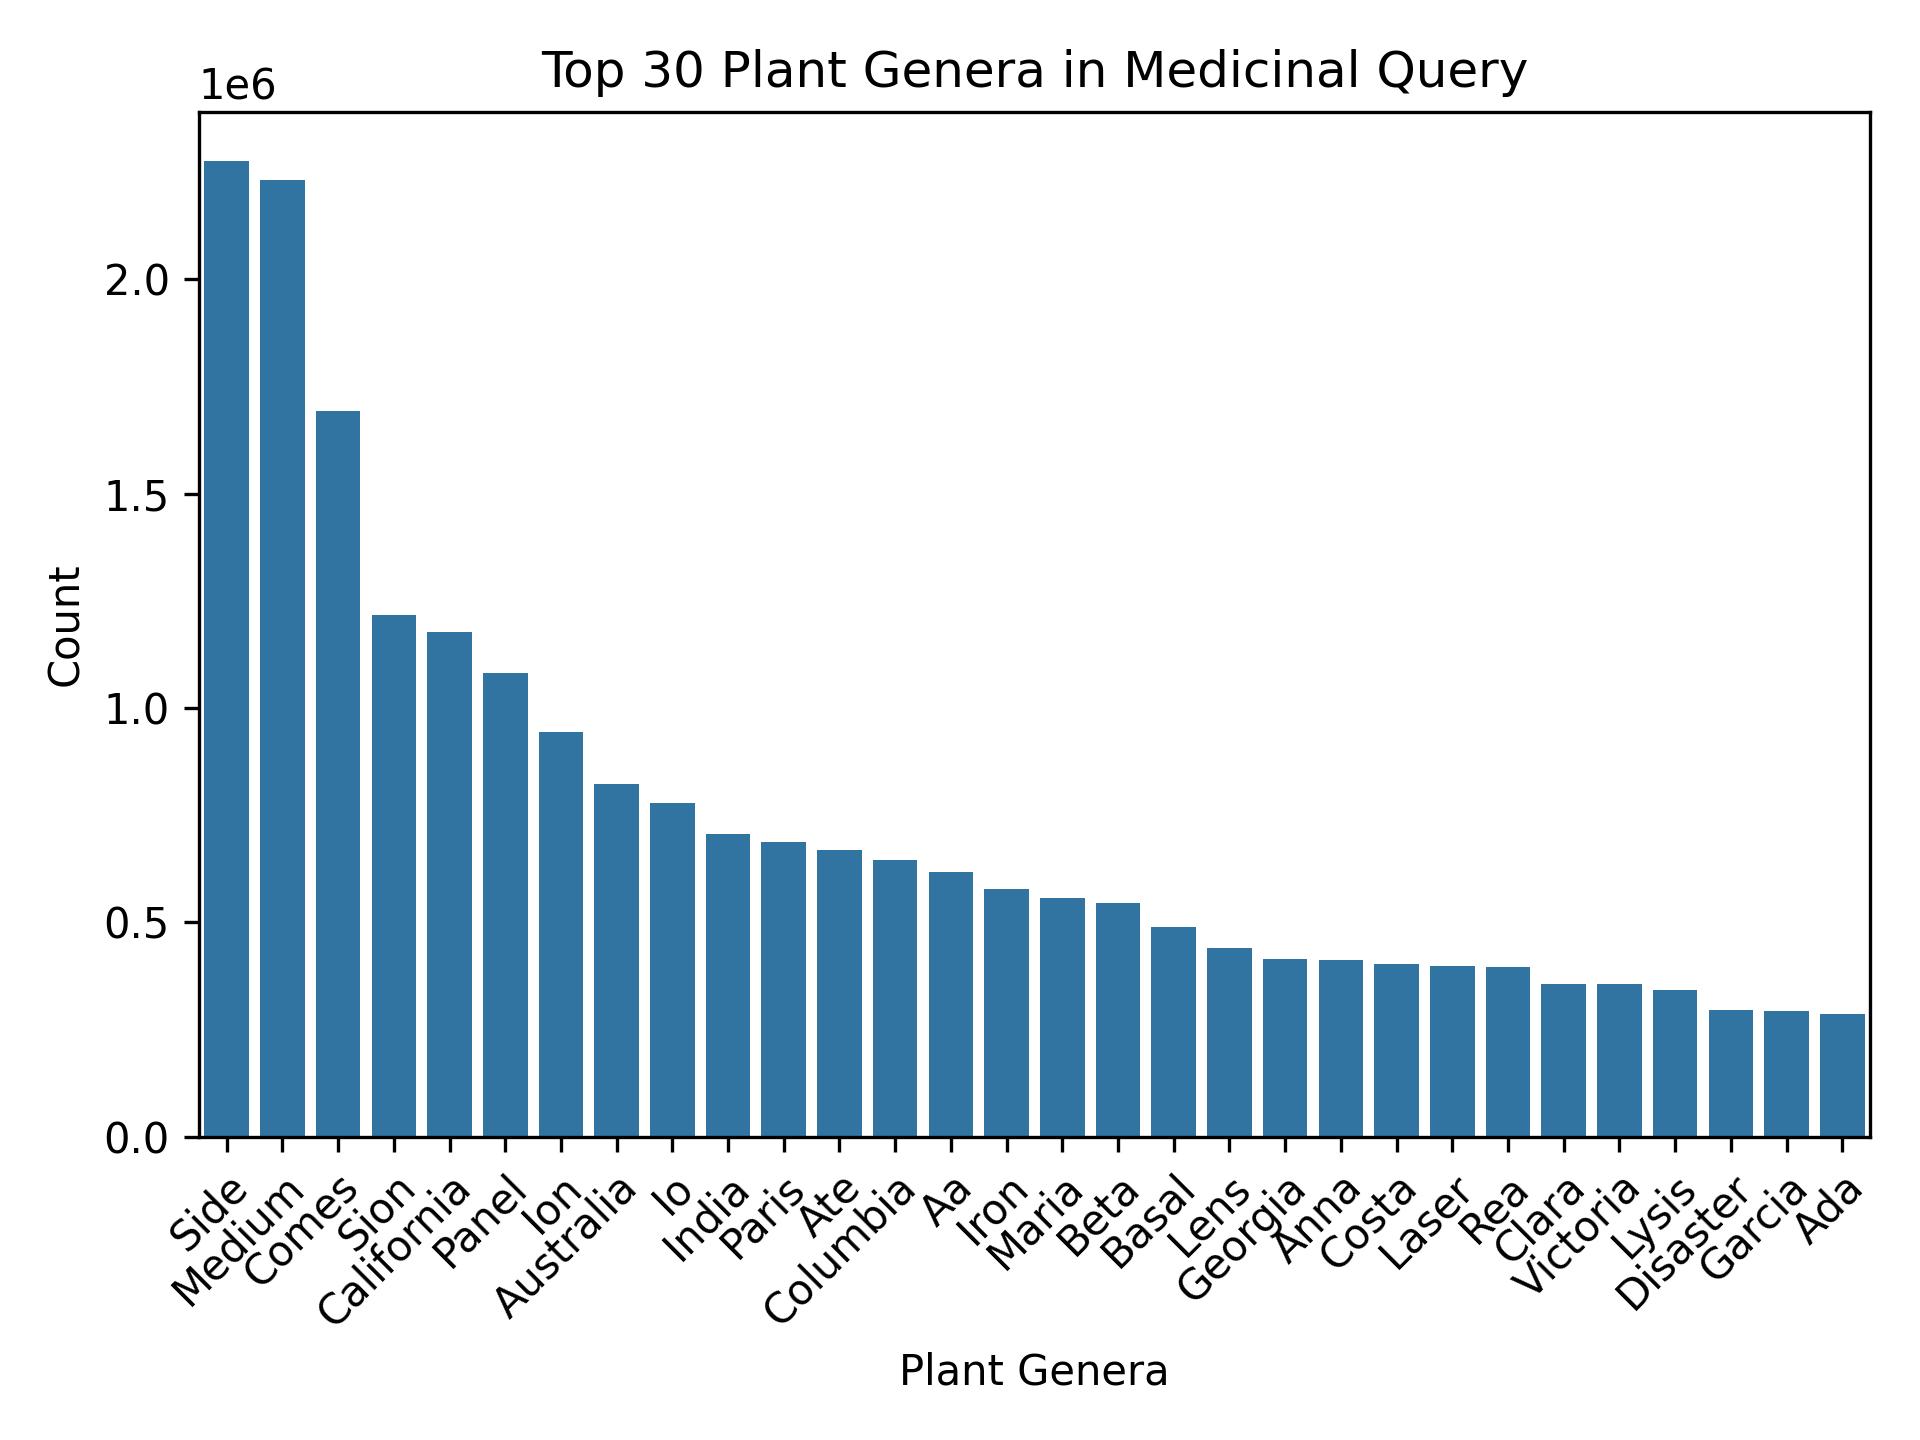 Top 30 Plant Genera in Medicinal Query
1e6
2.0
1.5
1.0
0.5
0.0
Count
Side
Medium
Comes
Sion
California
Panel
Ion
Australia
Io
India
Paris
Ate
Columbia
Aa
Iron
Maria
Beta
Basal
Lens
Georgia
Anna
Costa
Laser
Rea
Clara
Victoria
Lysis
Disaster
Garcia
Ada
Plant Genera